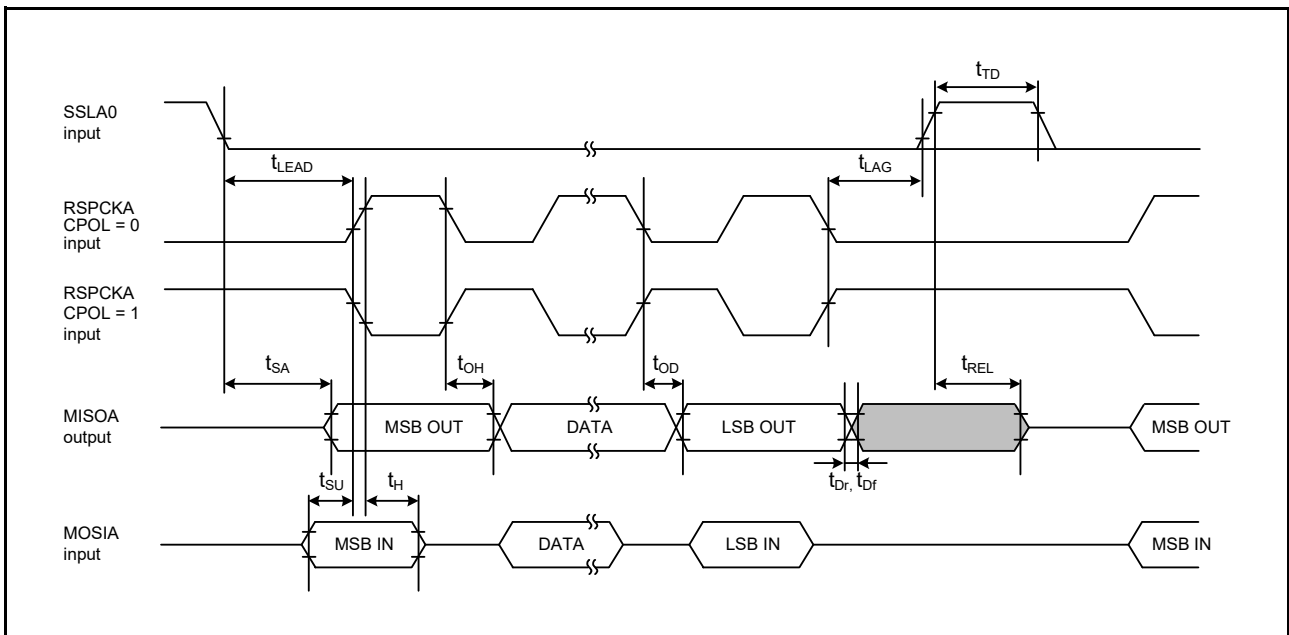 tTD
SSLA0
input
tLEAD
tLAG
RSPCKA
CPOL = 0
input
RSPCKA
CPOL = 1
input
tSA
tOH
tOD
tREL
MISOA
output
MSB OUT
DATA
LSB OUT
MSB OUT
tSU
tH
tDr, tDf
MOSIA
input
MSB IN
DATA
LSB IN
MSB IN